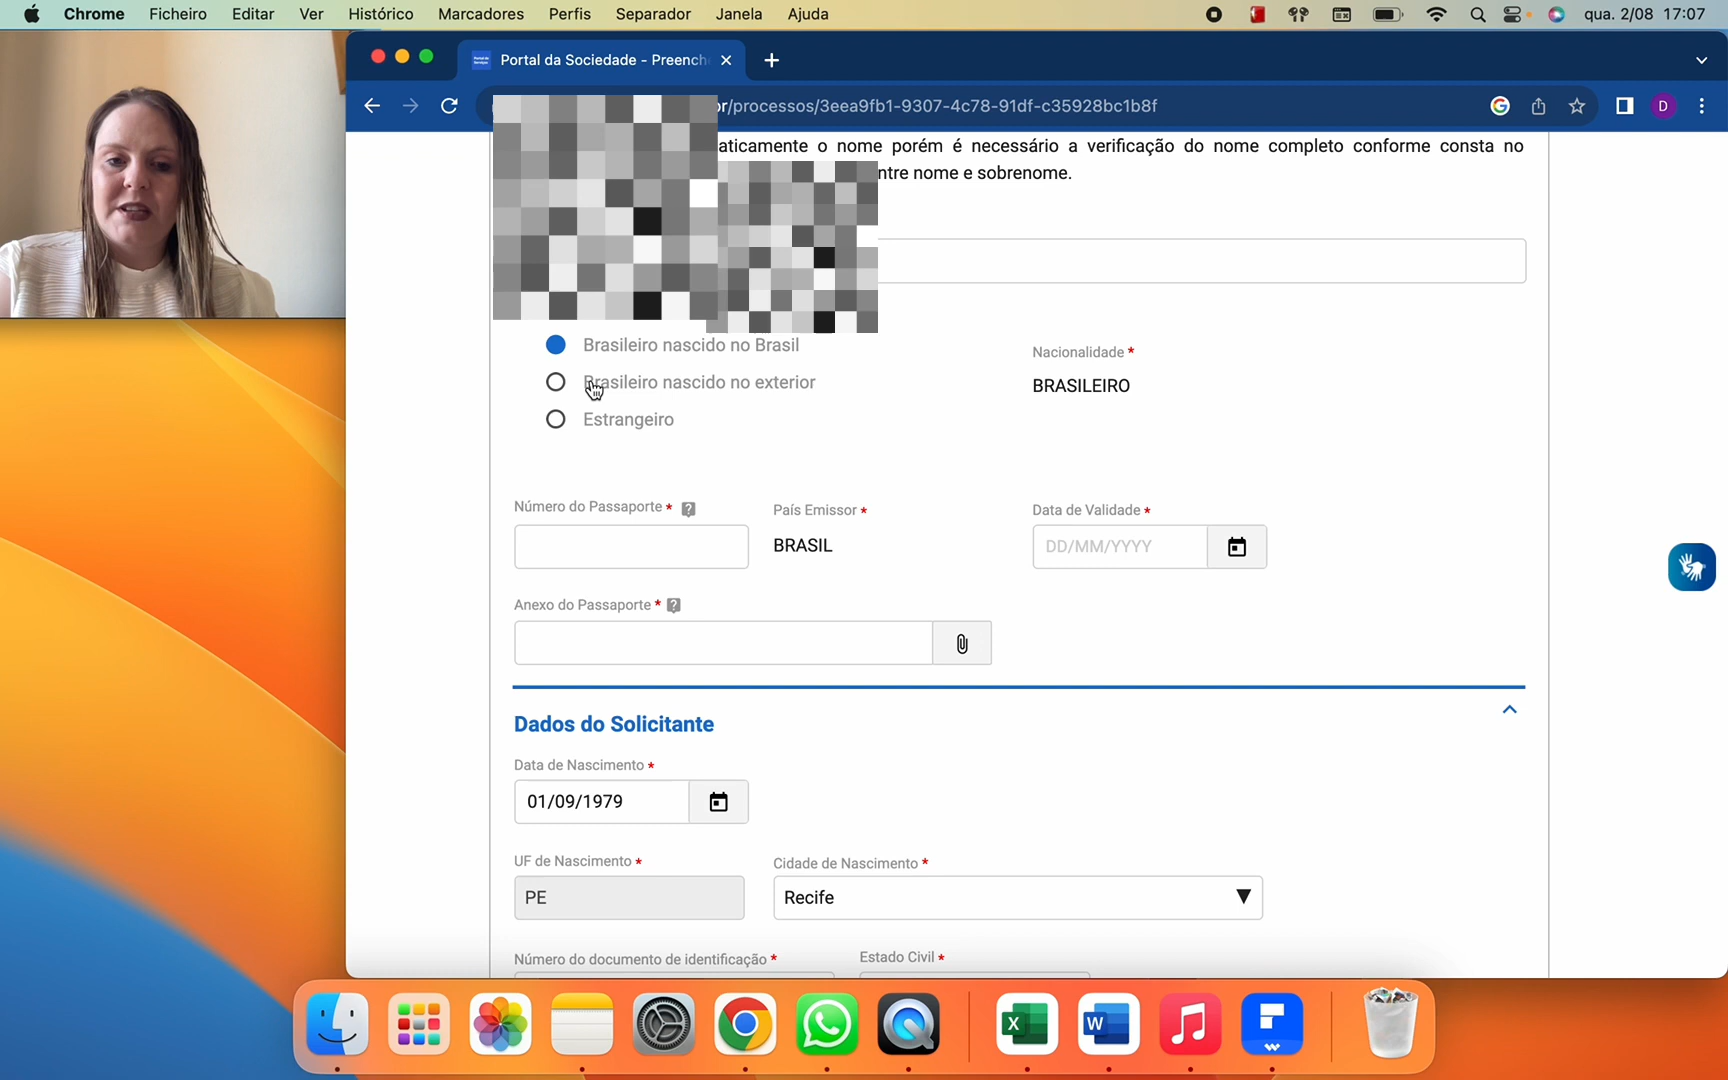 Chrome Ficheiro Editar Ver Histórico Marcadores Perfis Separador Janela Ajuda qua. 2/08 17:07
Portal da Sociedade - Preench
/processos/3eea9fb1-9307-4c78-91df-c35928bc1b8f
D
aticamente o nome porém é necessário a verificação do nome completo conforme consta no
ntre nome e sobrenome.
Brasileiro nascido no Brasil
Brasileiro nascido no exterior
Estrangeiro
Nacionalidade *
BRASILEIRO
Número do Passaporte * ?
País Emissor *
BRASIL
Data de Validade *
DD/MM/YYYY
Anexo do Passaporte * ?
Dados do Solicitante
Data de Nascimento *
01/09/1979
UF de Nascimento *
PE
Cidade de Nascimento *
Recife
Número do documento de identificação *
Estado Civil *
X
W